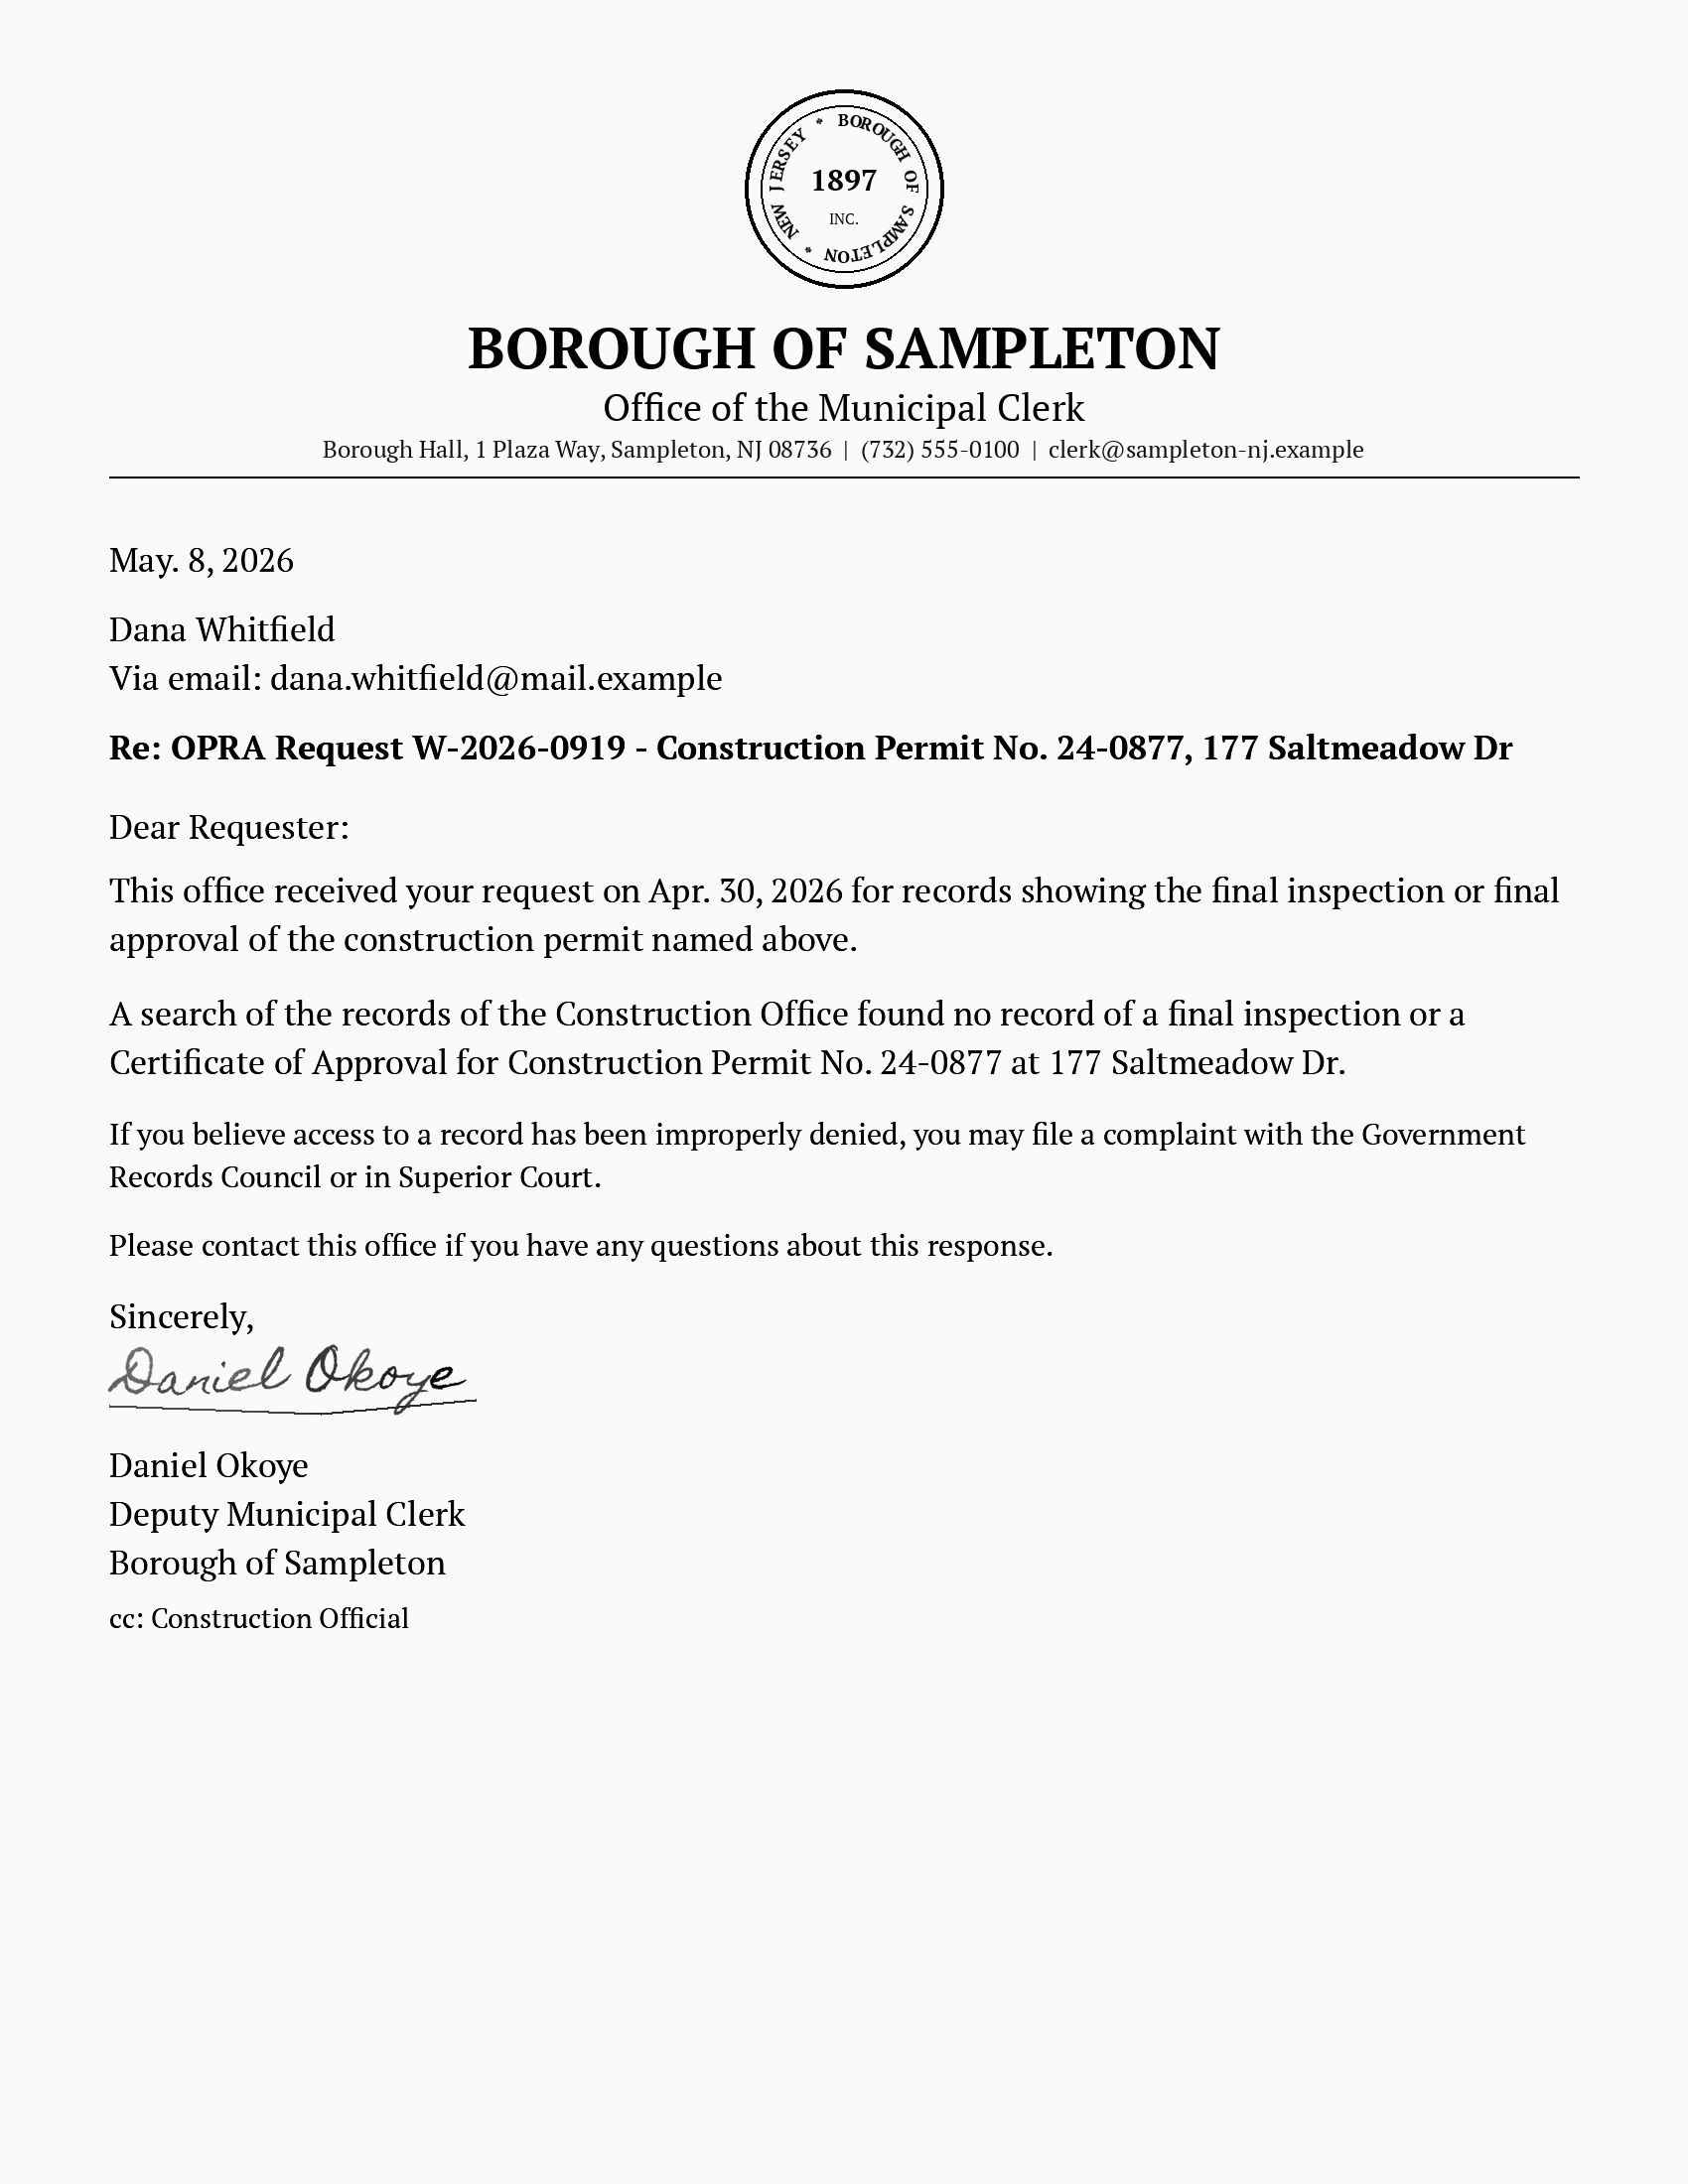 * BOROUGH OF SAMPLETON * NEW JERSEY
1897
INC.
BOROUGH OF SAMPLETON
Office of the Municipal Clerk
Borough Hall, 1 Plaza Way, Sampleton, NJ 08736 | (732) 555-0100 | clerk@sampleton-nj.example
May. 8, 2026
Dana Whitfield
Via email: dana.whitfield@mail.example
Re: OPRA Request W-2026-0919 - Construction Permit No. 24-0877, 177 Saltmeadow Dr
Dear Requester:
This office received your request on Apr. 30, 2026 for records showing the final inspection or final
approval of the construction permit named above.
A search of the records of the Construction Office found no record of a final inspection or a
Certificate of Approval for Construction Permit No. 24-0877 at 177 Saltmeadow Dr.
If you believe access to a record has been improperly denied, you may file a complaint with the Government
Records Council or in Superior Court.
Please contact this office if you have any questions about this response.
Sincerely,
Daniel Okoye
Daniel Okoye
Deputy Municipal Clerk
Borough of Sampleton
cc: Construction Official